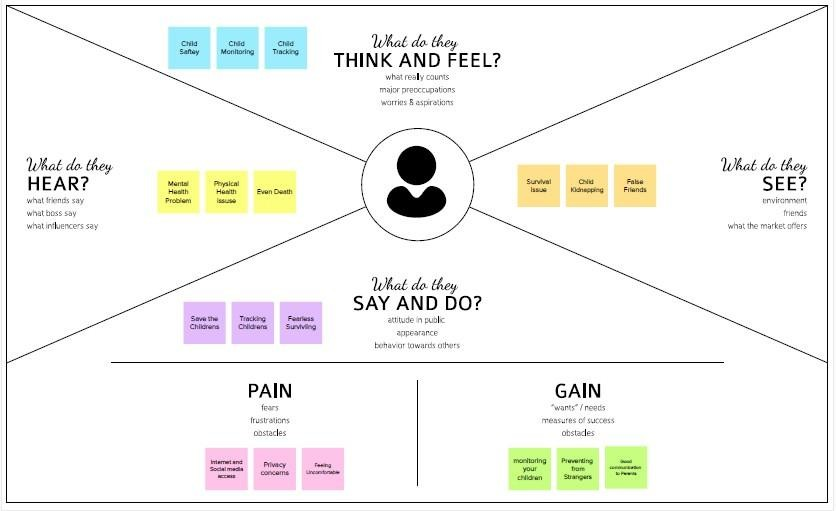 Child
Saftey
Child
Monitoring
Child
Tracking
What do they
THINK AND FEEL?
what really counts
major preoccupations
worries & aspirations
What do they
HEAR?
what friends say
what boss say
what influencers say
Mental
Health
Problem
Physical
Health
issuse
Even Death
Survival
Issue
Child
Kidnapping
False
Friends
What do they
SEE?
environment
friends
what the market offers
What do they
SAY AND DO?
attitude in public
appearance
behavior towards others
Save the
Childrens
Tracking
Childrens
Fearless
Surviviing
PAIN
fears
frustrations
obstacles
Internet and
Social media
access
Privacy
concerns
Feeling
Uncomfortable
GAIN
"wants" / needs
measures of success
obstacles
monitoring
your
children
Preventing
from
Strangers
Good
communication
to Parents